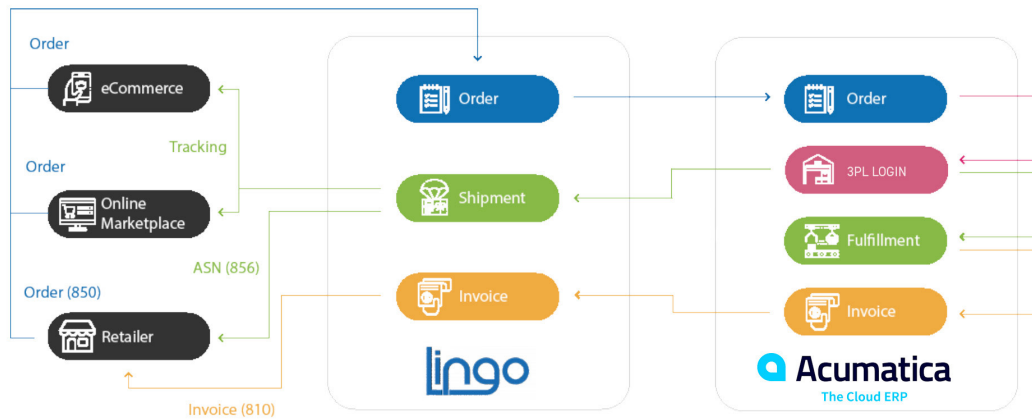 Order
eCommerce
Tracking
Order
Online
Marketplace
ASN (856)
Order (850)
Retailer
Invoice (810)
Order
Shipment
Invoice
Lingo
Order
3PL LOGIN
Fulfillment
Invoice
Acumatica
The Cloud ERP